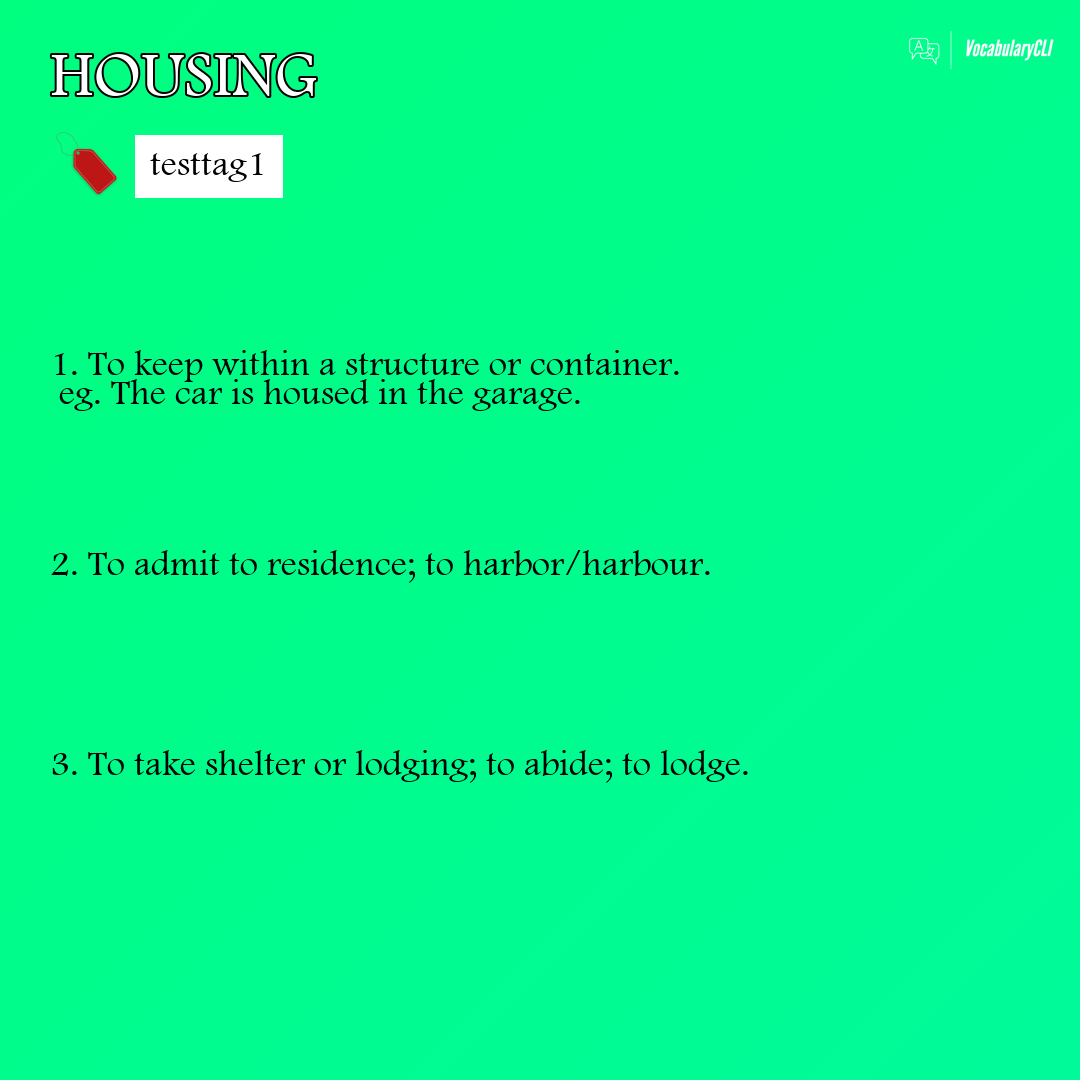 HOUSING
VocabularyCLI
testtag1
1. To keep within a structure or container.
eg. The car is housed in the garage.
2. To admit to residence; to harbor/harbour.
3. To take shelter or lodging; to abide; to lodge.